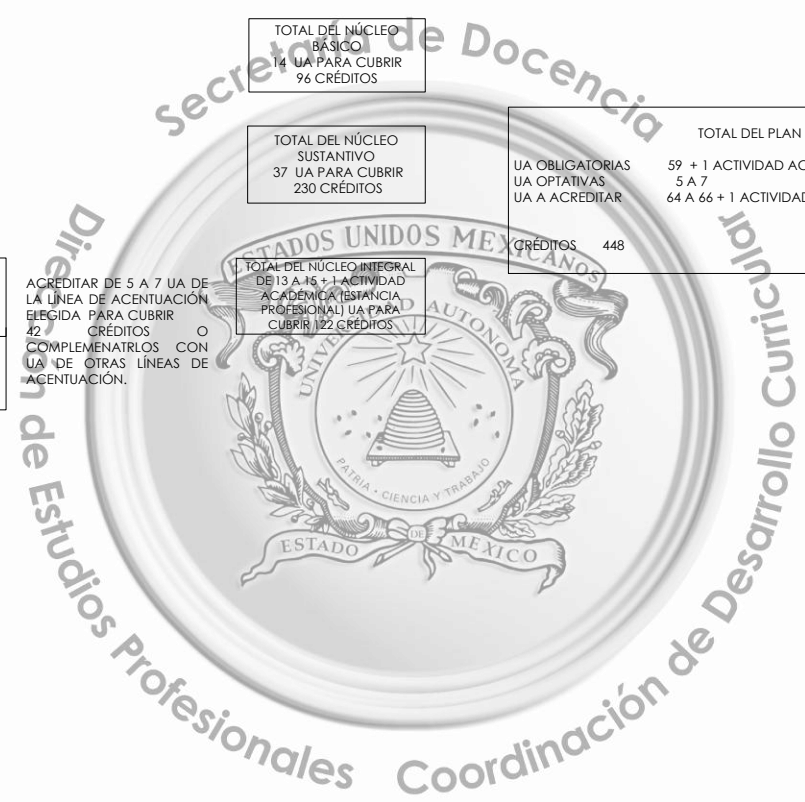 TOTAL DEL NÚCLEO
BÁSICO
14 UA PARA CUBRIR
96 CRÉDITOS
TOTAL DEL NÚCLEO
SUSTANTIVO
37 UA PARA CUBRIR
230 CRÉDITOS
TOTAL DEL NÚCLEO INTEGRAL
DE 13 A 15 + 1 ACTIVIDAD
ACADÉMICA (ESTANCIA
PROFESIONAL) UA PARA
CUBRIR 122 CRÉDITOS
ACREDITAR DE 5 A 7 UA DE
LA LÍNEA DE ACENTUACIÓN
ELEGIDA PARA CUBRIR
42 CRÉDITOS O
COMPLEMENATRLOS CON
UA DE OTRAS LÍNEAS DE
ACENTUACIÓN.
TOTAL DEL PLAN
UA OBLIGATORIAS 59 + 1 ACTIVIDAD AC
UA OPTATIVAS 5 A 7
UA A ACREDITAR 64 A 66 + 1 ACTIVIDAD
CRÉDITOS 448
Secretaría de Docencia
Dirección de Estudios Profesionales
Coordinación de Desarrollo Curricular
ESTADOS UNIDOS MEXICANOS
UNIVERSIDAD AUTONOMA
PATRIA · CIENCIA Y TRABAJO
ESTADO DE MEXICO